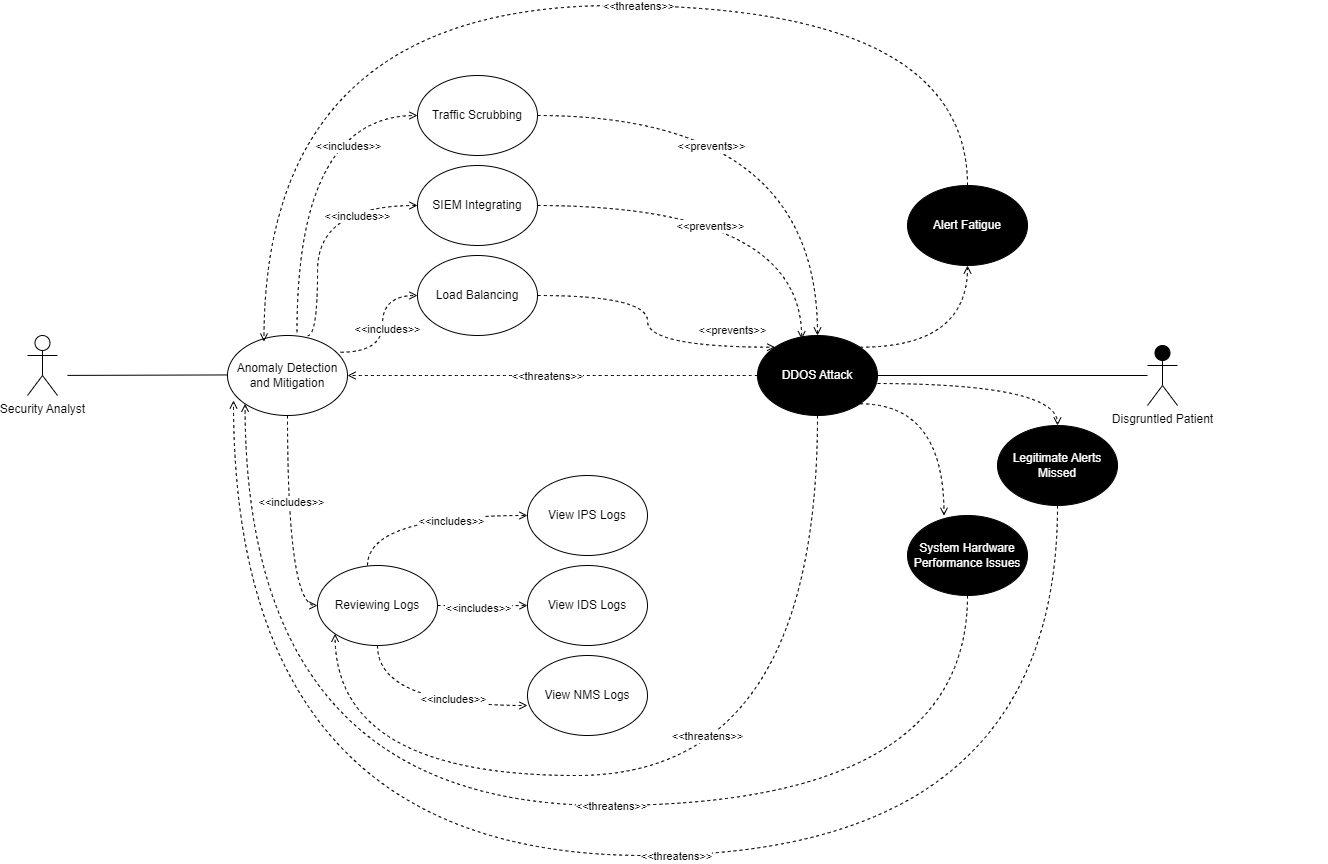 <<threatens>>
Traffic Scrubbing
<<includes>>
<<prevents>>
SIEM Integrating
<<includes>>
<<prevents>>
Alert Fatigue
Load Balancing
<<includes>>
<<prevents>>
Anomaly Detection
and Mitigation
<<threatens>>
DDOS Attack
Security Analyst
Disgruntled Patient
Legitimate Alerts
Missed
<<includes>>
View IPS Logs
<<includes>>
System Hardware
Performance Issues
Reviewing Logs
<<includes>>
View IDS Logs
<<includes>>
View NMS Logs
<<threatens>>
<<threatens>>
<<threatens>>